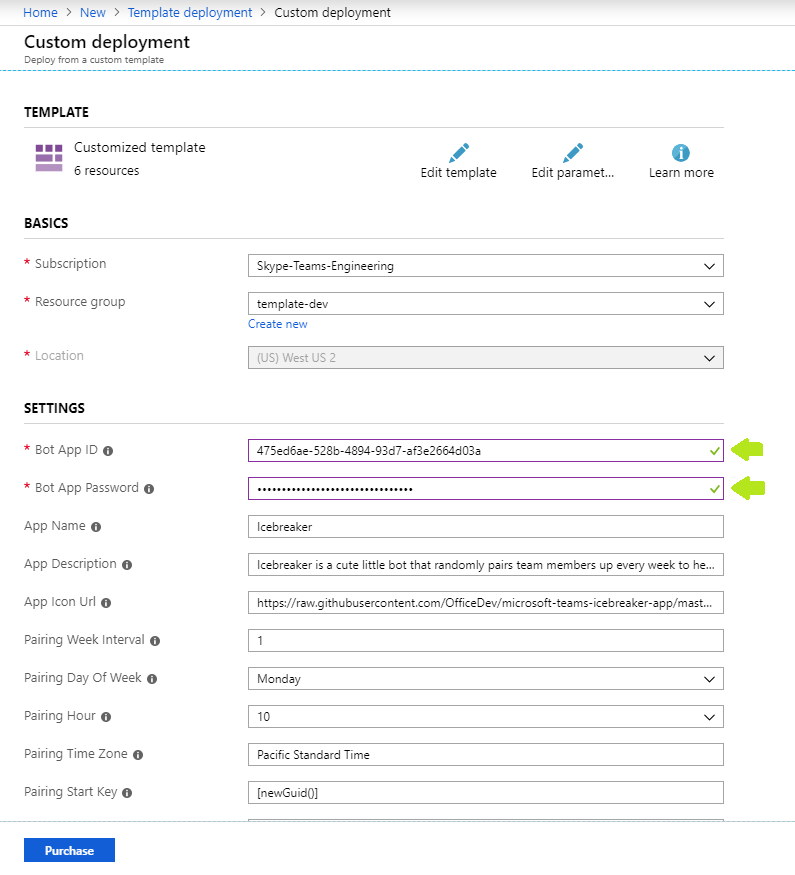 Home > New > Template deployment > Custom deployment
Custom deployment
Deploy from a custom template
TEMPLATE
Customized template
6 resources
Edit template
Edit paramet...
Learn more
BASICS
* Subscription
Skype-Teams-Engineering
* Resource group
template-dev
Create new
* Location
(US) West US 2
SETTINGS
* Bot App ID
475ed6ae-528b-4894-93d7-af3e2664d03a
* Bot App Password
••••••••••••••••••••••••••••••••
App Name
Icebreaker
App Description
Icebreaker is a cute little bot that randomly pairs team members up every week to he...
App Icon Url
https://raw.githubusercontent.com/OfficeDev/microsoft-teams-icebreaker-app/mast...
Pairing Week Interval
1
Pairing Day Of Week
Monday
Pairing Hour
10
Pairing Time Zone
Pacific Standard Time
Pairing Start Key
[newGuid()]
Purchase